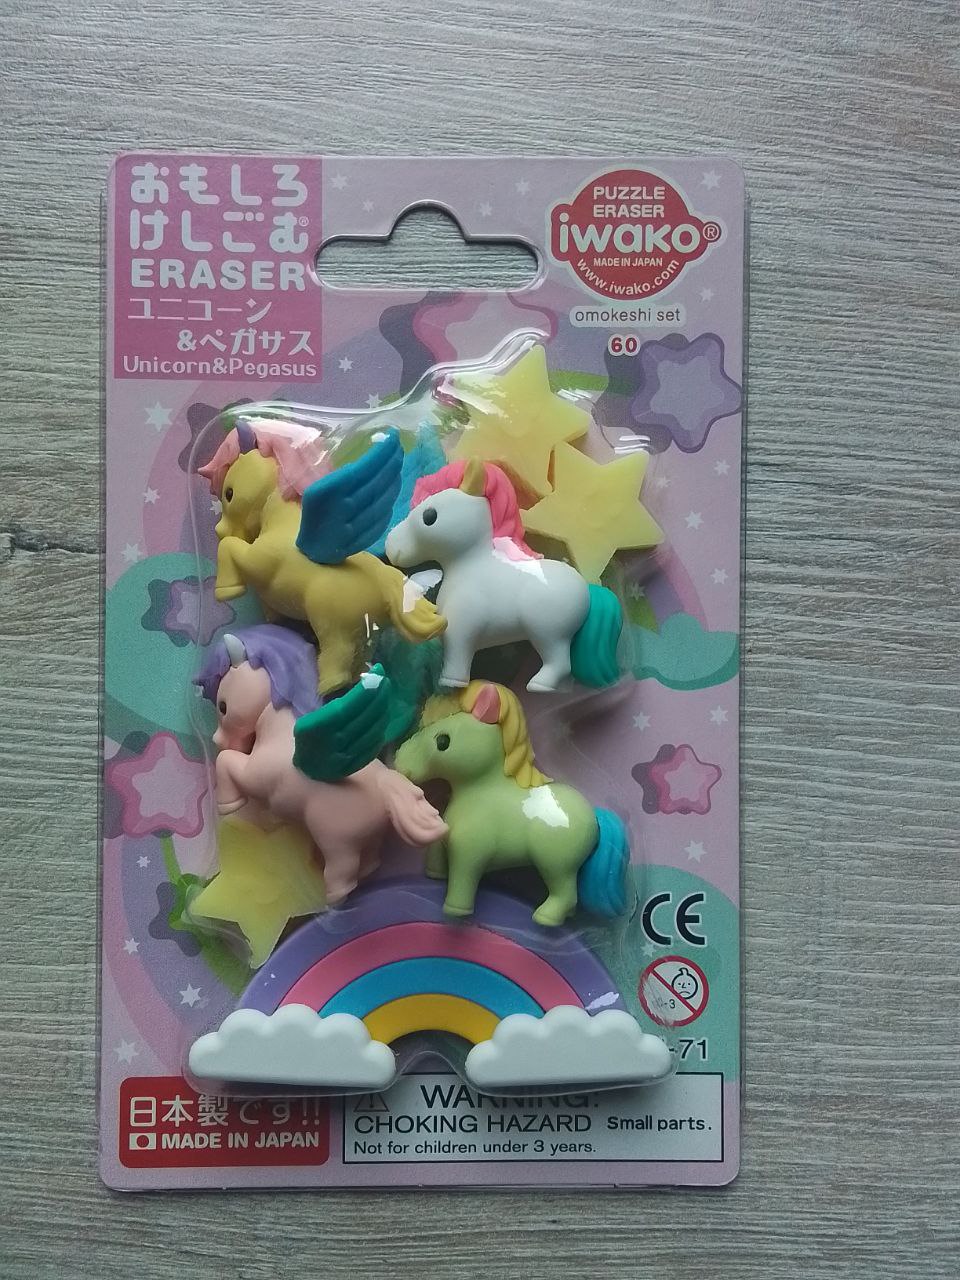 おもしろ
けしごむ®
ERASER
ユニコーン
&ペガサス
Unicorn&Pegasus
PUZZLE
ERASER
iwako®
MADE IN JAPAN
www.iwako.com
omokeshi set
60
CE
-3
-71
日本製です!!
MADE IN JAPAN
WARNING:
CHOKING HAZARD Small parts.
Not for children under 3 years.